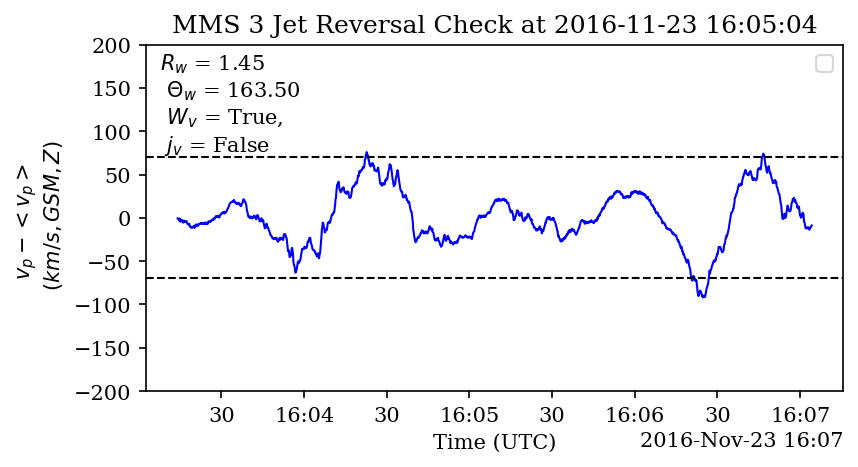 MMS 3 Jet Reversal Check at 2016-11-23 16:05:04
R_w = 1.45
Θ_w = 163.50
W_v = True,
j_v = False
v_p - < v_p >
(km/s, GSM, Z)
200
150
100
50
0
−50
−100
−150
−200
30 16:04 30 16:05 30 16:06 30 16:07
Time (UTC)
2016-Nov-23 16:07